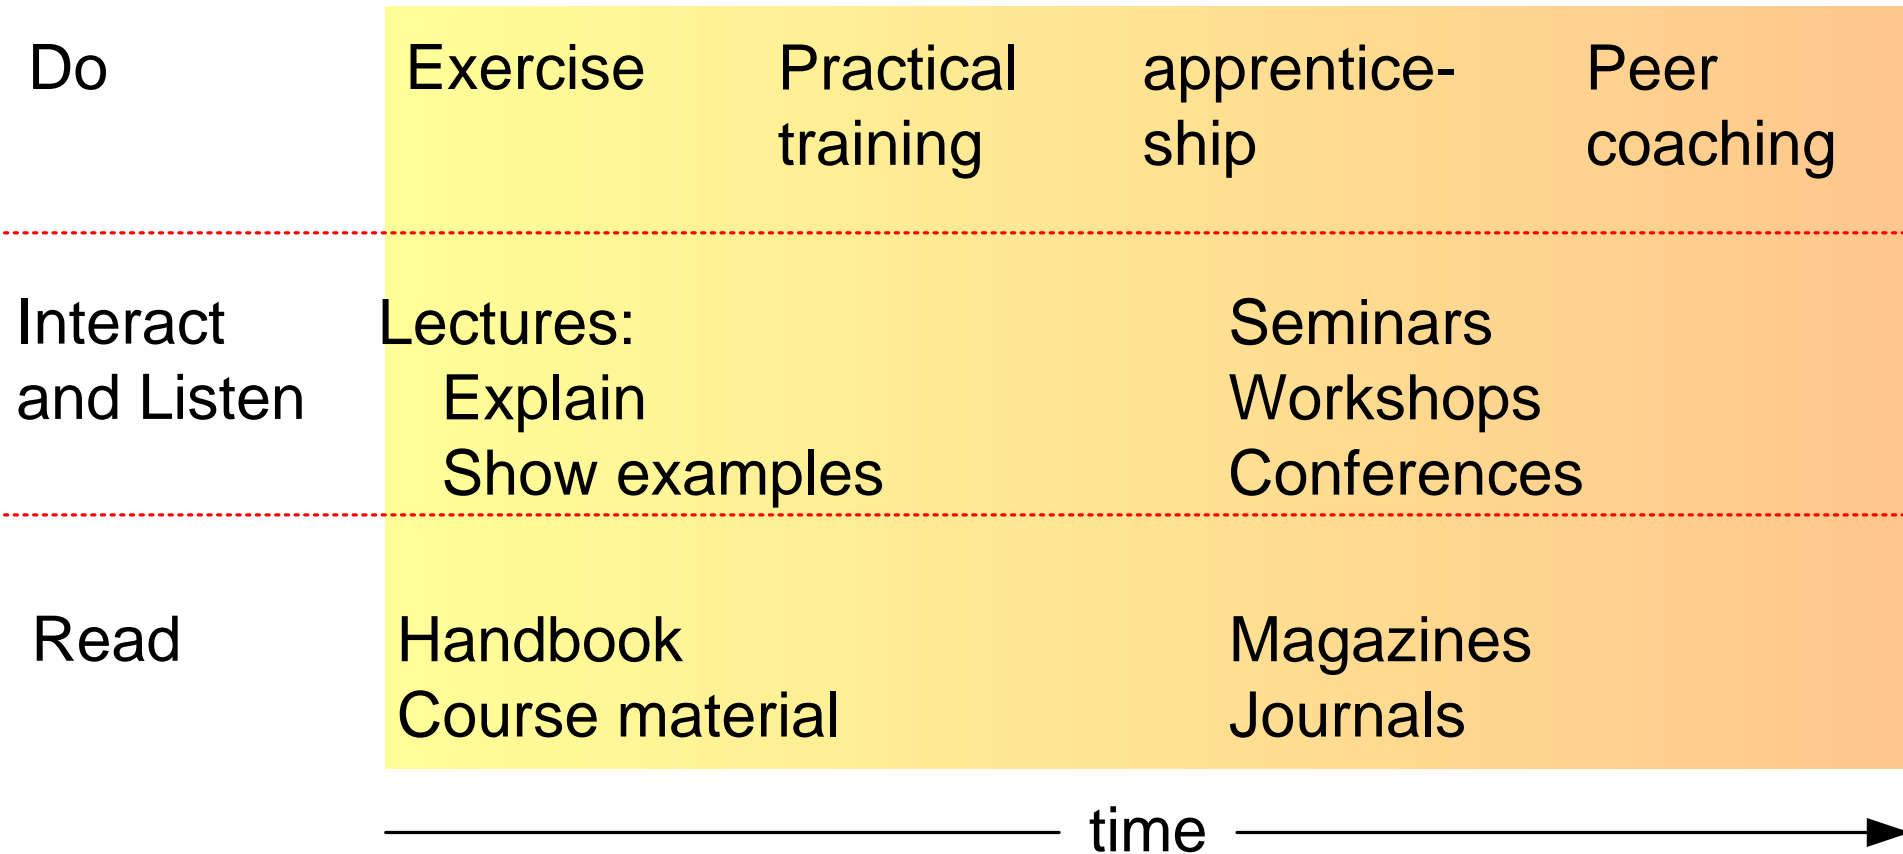 Do
Exercise
Practical
training
apprentice-
ship
Peer
coaching
Interact
and Listen
Lectures:
Explain
Show examples
Seminars
Workshops
Conferences
Read
Handbook
Course material
Magazines
Journals
time